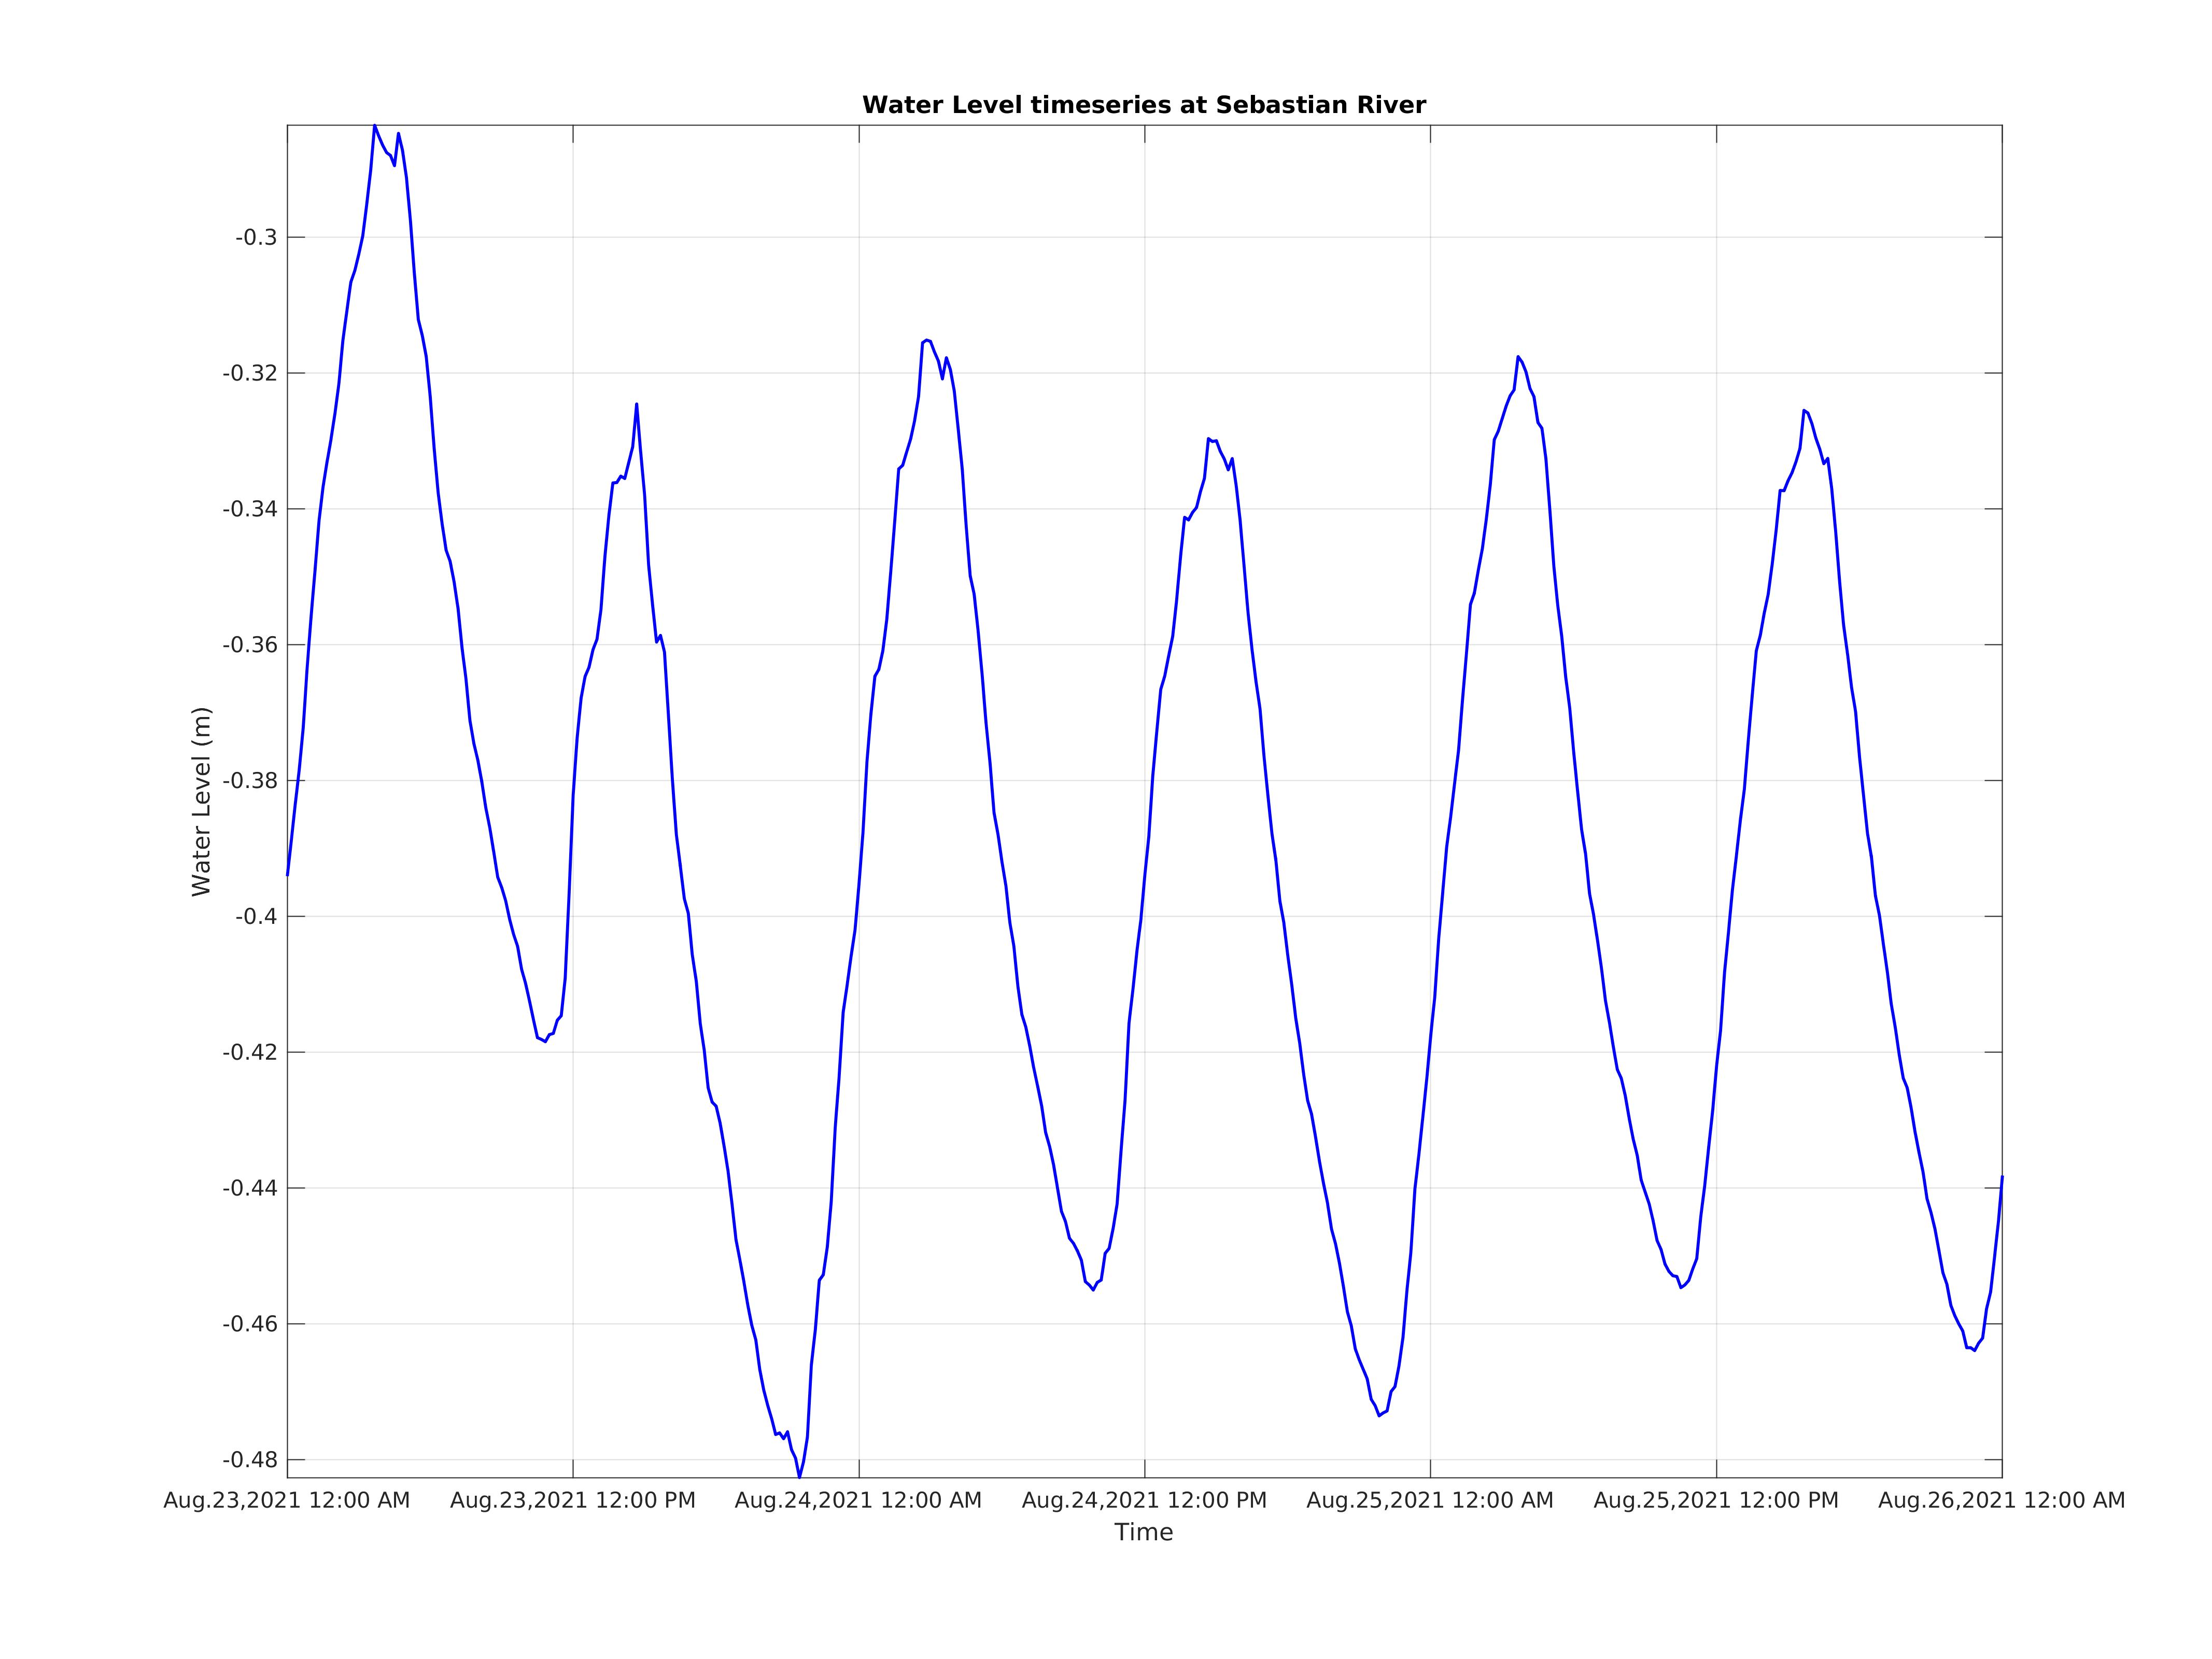 Water Level timeseries at Sebastian River
-0.3
-0.32
-0.34
-0.36
-0.38
-0.4
-0.42
-0.44
-0.46
-0.48
Water Level (m)
Aug.23,2021 12:00 AM Aug.23,2021 12:00 PM Aug.24,2021 12:00 AM Aug.24,2021 12:00 PM Aug.25,2021 12:00 AM Aug.25,2021 12:00 PM Aug.26,2021 12:00 AM
Time